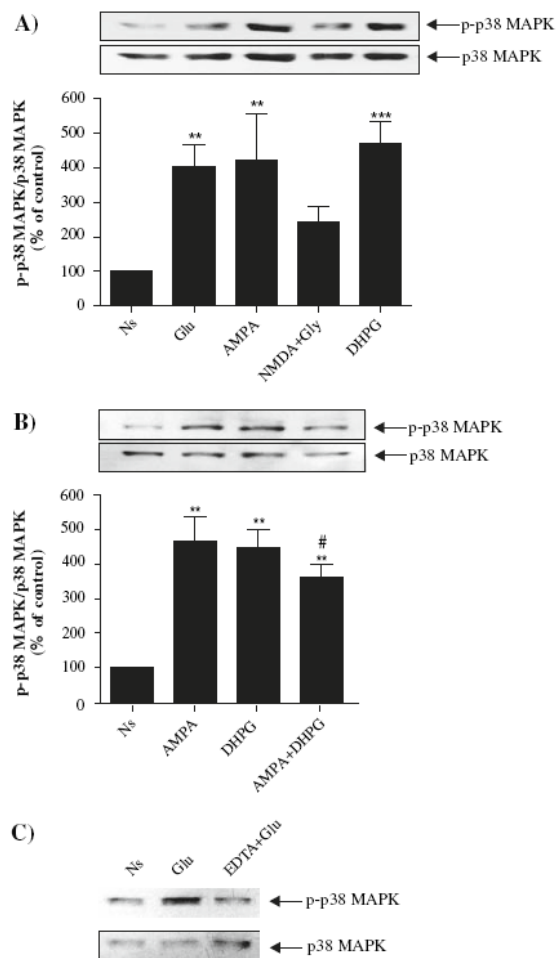 A)
p-p38 MAPK
p38 MAPK
p-p38 MAPK/p38 MAPK
(% of control)
600
500
400
300
200
100
0
**
**
***
Ns
Glu
AMPA
NMDA+Gly
DHPG
B)
p-p38 MAPK
p38 MAPK
p-p38 MAPK/p38 MAPK
(% of control)
600
500
400
300
200
100
0
**
**
#
**
Ns
AMPA
DHPG
AMPA+DHPG
C)
Ns
Glu
EDTA+Glu
p-p38 MAPK
p38 MAPK